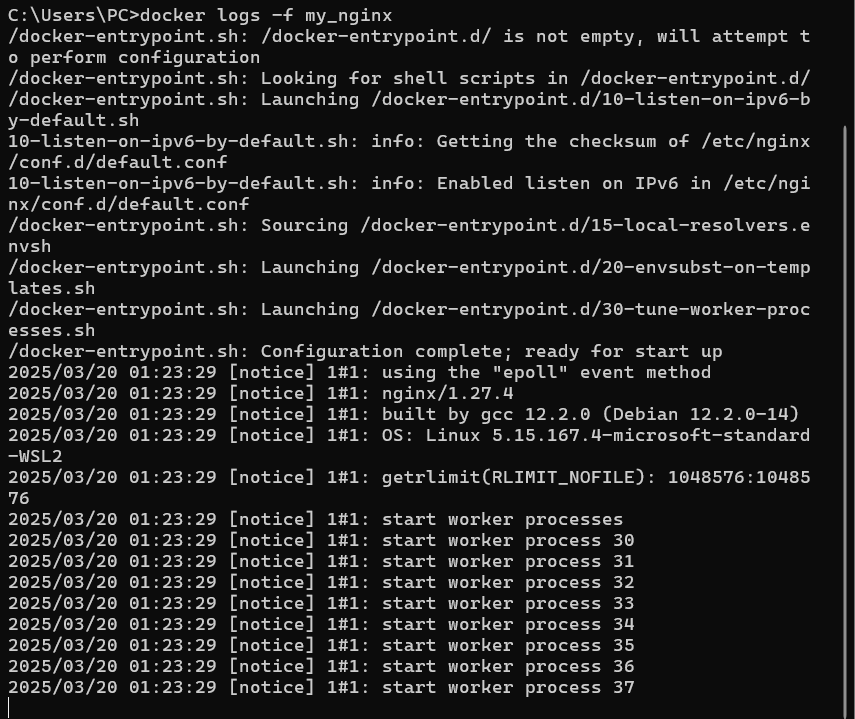 C:\Users\PC>docker logs -f my_nginx
/docker-entrypoint.sh: /docker-entrypoint.d/ is not empty, will attempt t
o perform configuration
/docker-entrypoint.sh: Looking for shell scripts in /docker-entrypoint.d/
/docker-entrypoint.sh: Launching /docker-entrypoint.d/10-listen-on-ipv6-b
y-default.sh
10-listen-on-ipv6-by-default.sh: info: Getting the checksum of /etc/nginx
/conf.d/default.conf
10-listen-on-ipv6-by-default.sh: info: Enabled listen on IPv6 in /etc/ngi
nx/conf.d/default.conf
/docker-entrypoint.sh: Sourcing /docker-entrypoint.d/15-local-resolvers.e
nvsh
/docker-entrypoint.sh: Launching /docker-entrypoint.d/20-envsubst-on-temp
lates.sh
/docker-entrypoint.sh: Launching /docker-entrypoint.d/30-tune-worker-proc
esses.sh
/docker-entrypoint.sh: Configuration complete; ready for start up
2025/03/20 01:23:29 [notice] 1#1: using the "epoll" event method
2025/03/20 01:23:29 [notice] 1#1: nginx/1.27.4
2025/03/20 01:23:29 [notice] 1#1: built by gcc 12.2.0 (Debian 12.2.0-14)
2025/03/20 01:23:29 [notice] 1#1: OS: Linux 5.15.167.4-microsoft-standard
-WSL2
2025/03/20 01:23:29 [notice] 1#1: getrlimit(RLIMIT_NOFILE): 1048576:10485
76
2025/03/20 01:23:29 [notice] 1#1: start worker processes
2025/03/20 01:23:29 [notice] 1#1: start worker process 30
2025/03/20 01:23:29 [notice] 1#1: start worker process 31
2025/03/20 01:23:29 [notice] 1#1: start worker process 32
2025/03/20 01:23:29 [notice] 1#1: start worker process 33
2025/03/20 01:23:29 [notice] 1#1: start worker process 34
2025/03/20 01:23:29 [notice] 1#1: start worker process 35
2025/03/20 01:23:29 [notice] 1#1: start worker process 36
2025/03/20 01:23:29 [notice] 1#1: start worker process 37